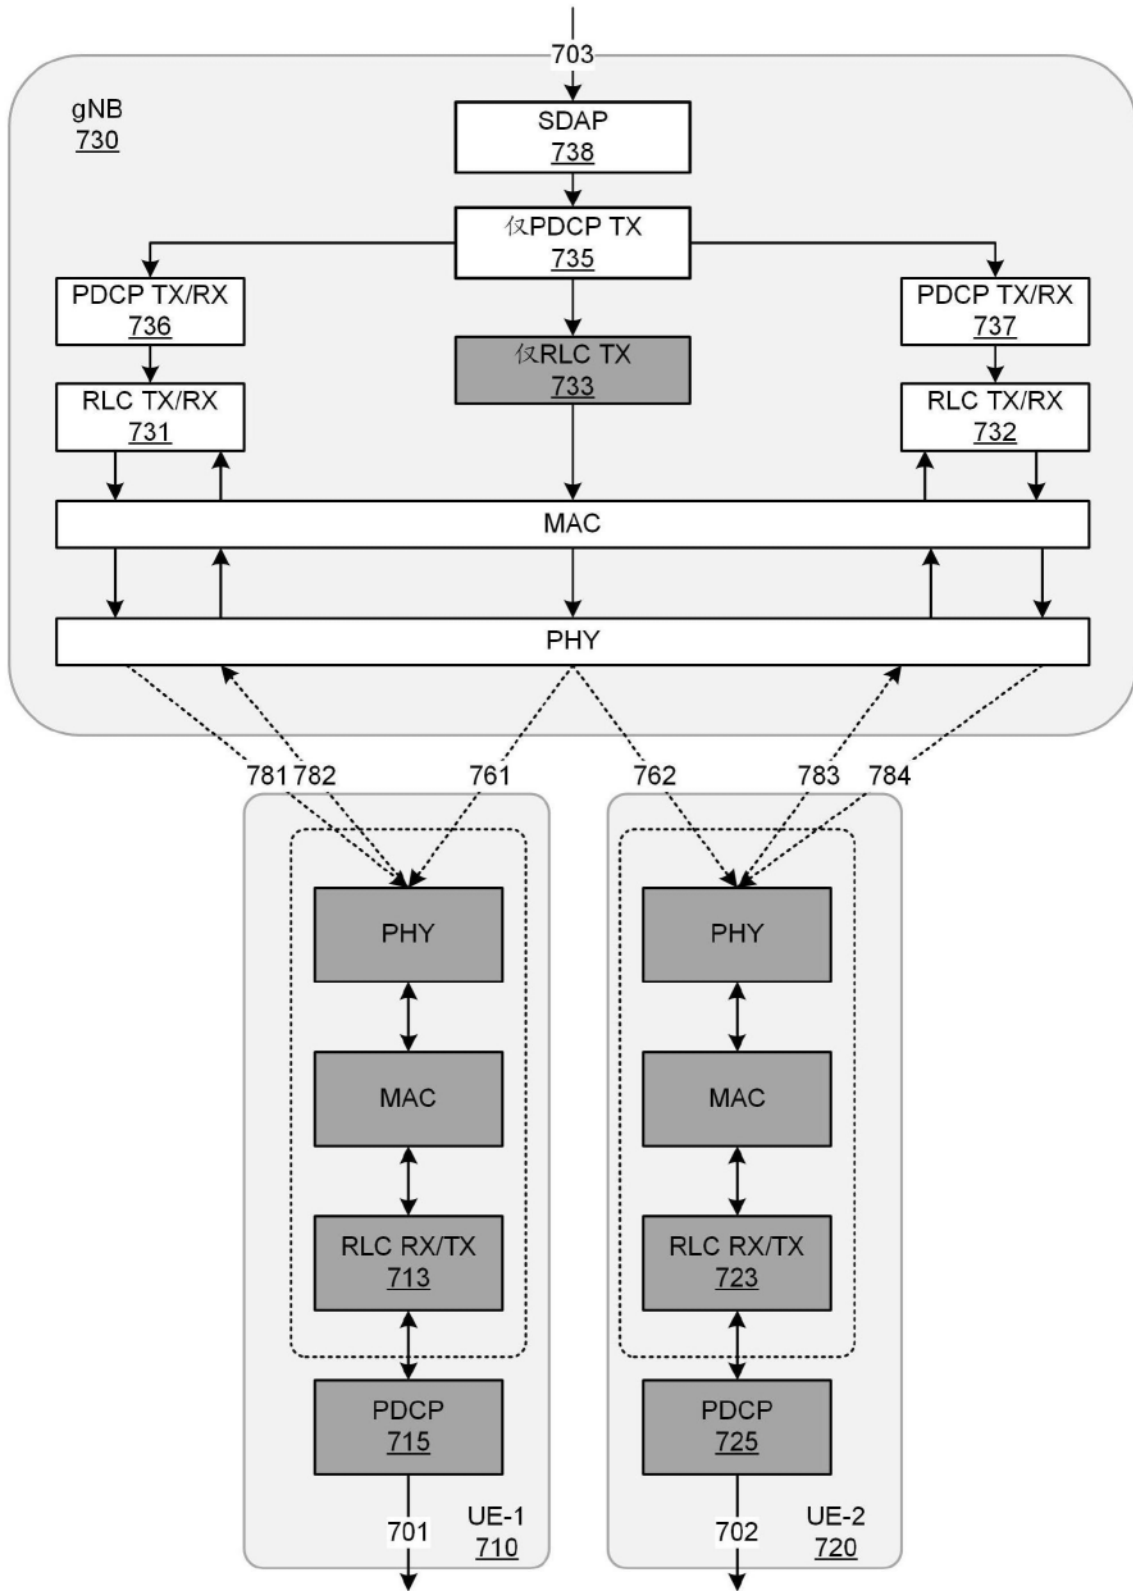 703
gNB
730
SDAP
738
仅PDCP TX
735
PDCP TX/RX
736
PDCP TX/RX
737
仅RLC TX
733
RLC TX/RX
731
RLC TX/RX
732
MAC
PHY
781
782
761
762
783
784
PHY
PHY
MAC
MAC
RLC RX/TX
713
RLC RX/TX
723
PDCP
715
PDCP
725
701
UE-1
710
702
UE-2
720